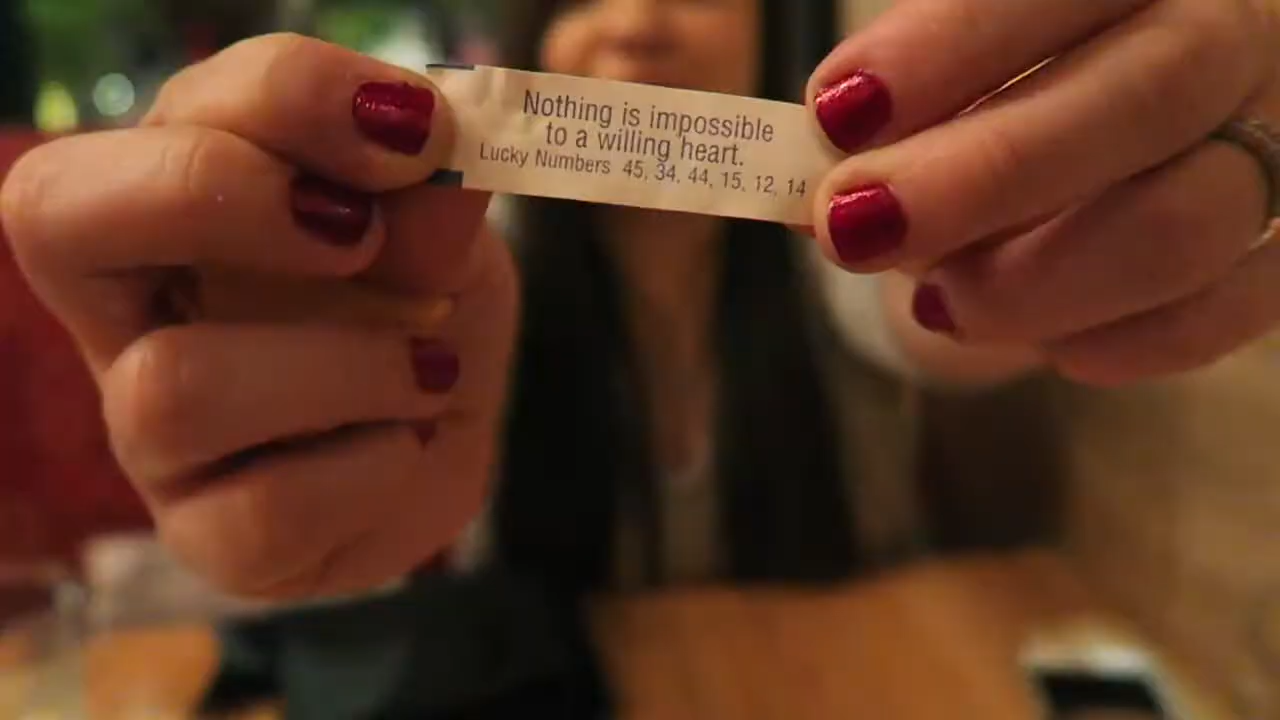 Nothing is impossible
to a willing heart.
Lucky Numbers 45, 34, 44, 15, 12, 14